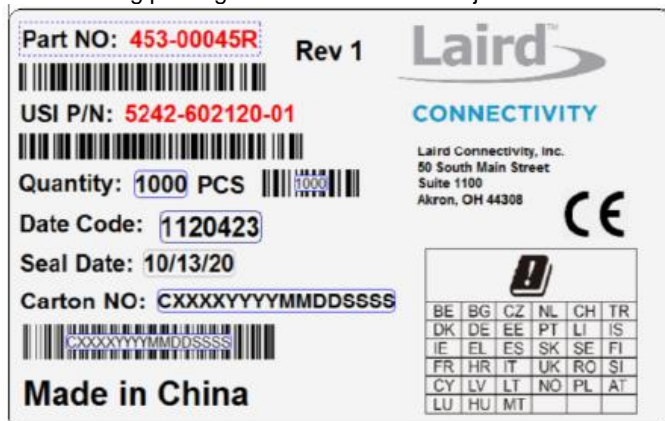 Part NO: 453-00045R
Rev 1
USI P/N: 5242-602120-01
Quantity: 1000 PCS
1000
Date Code: 1120423
Seal Date: 10/13/20
Carton NO: CXXXXYYYYMMDDSSSS
CXXXXYYYYMMDDSSSS
Made in China
Laird™
CONNECTIVITY
Laird Connectivity, Inc.
50 South Main Street
Suite 1100
Akron, OH 44308
CE
BE BG CZ NL CH TR
DK DE EE PT LI IS
IE EL ES SK SE FI
FR HR IT UK RO SI
CY LV LT NO PL AT
LU HU MT